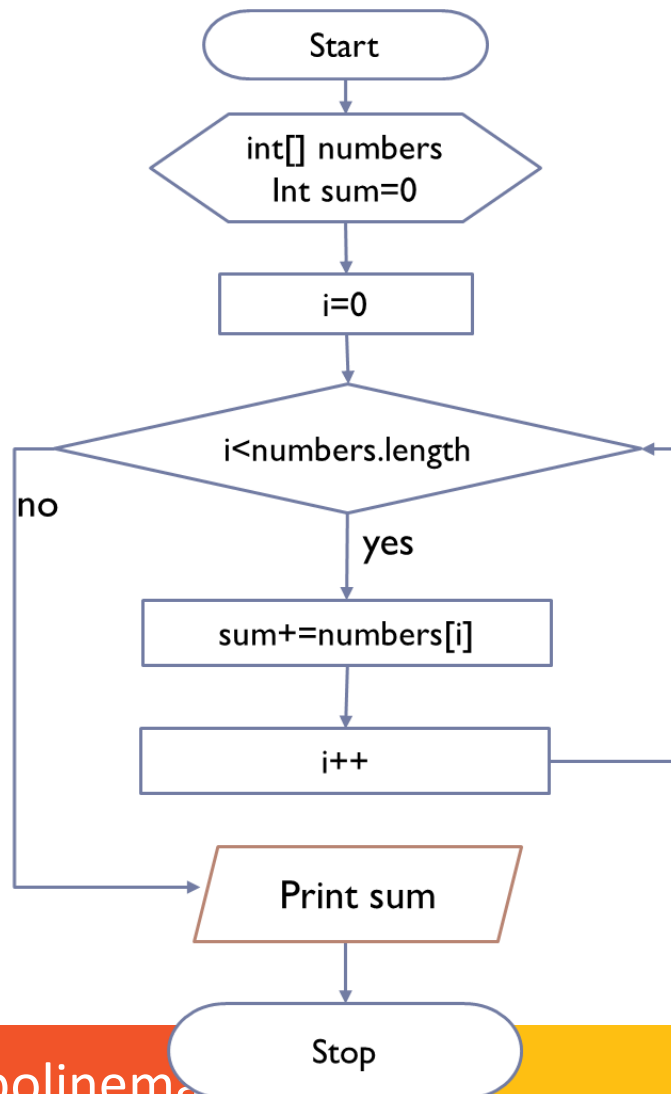 Start
int[] numbers
Int sum=0
i=0
i<numbers.length
no
yes
sum+=numbers[i]
i++
Print sum
Stop